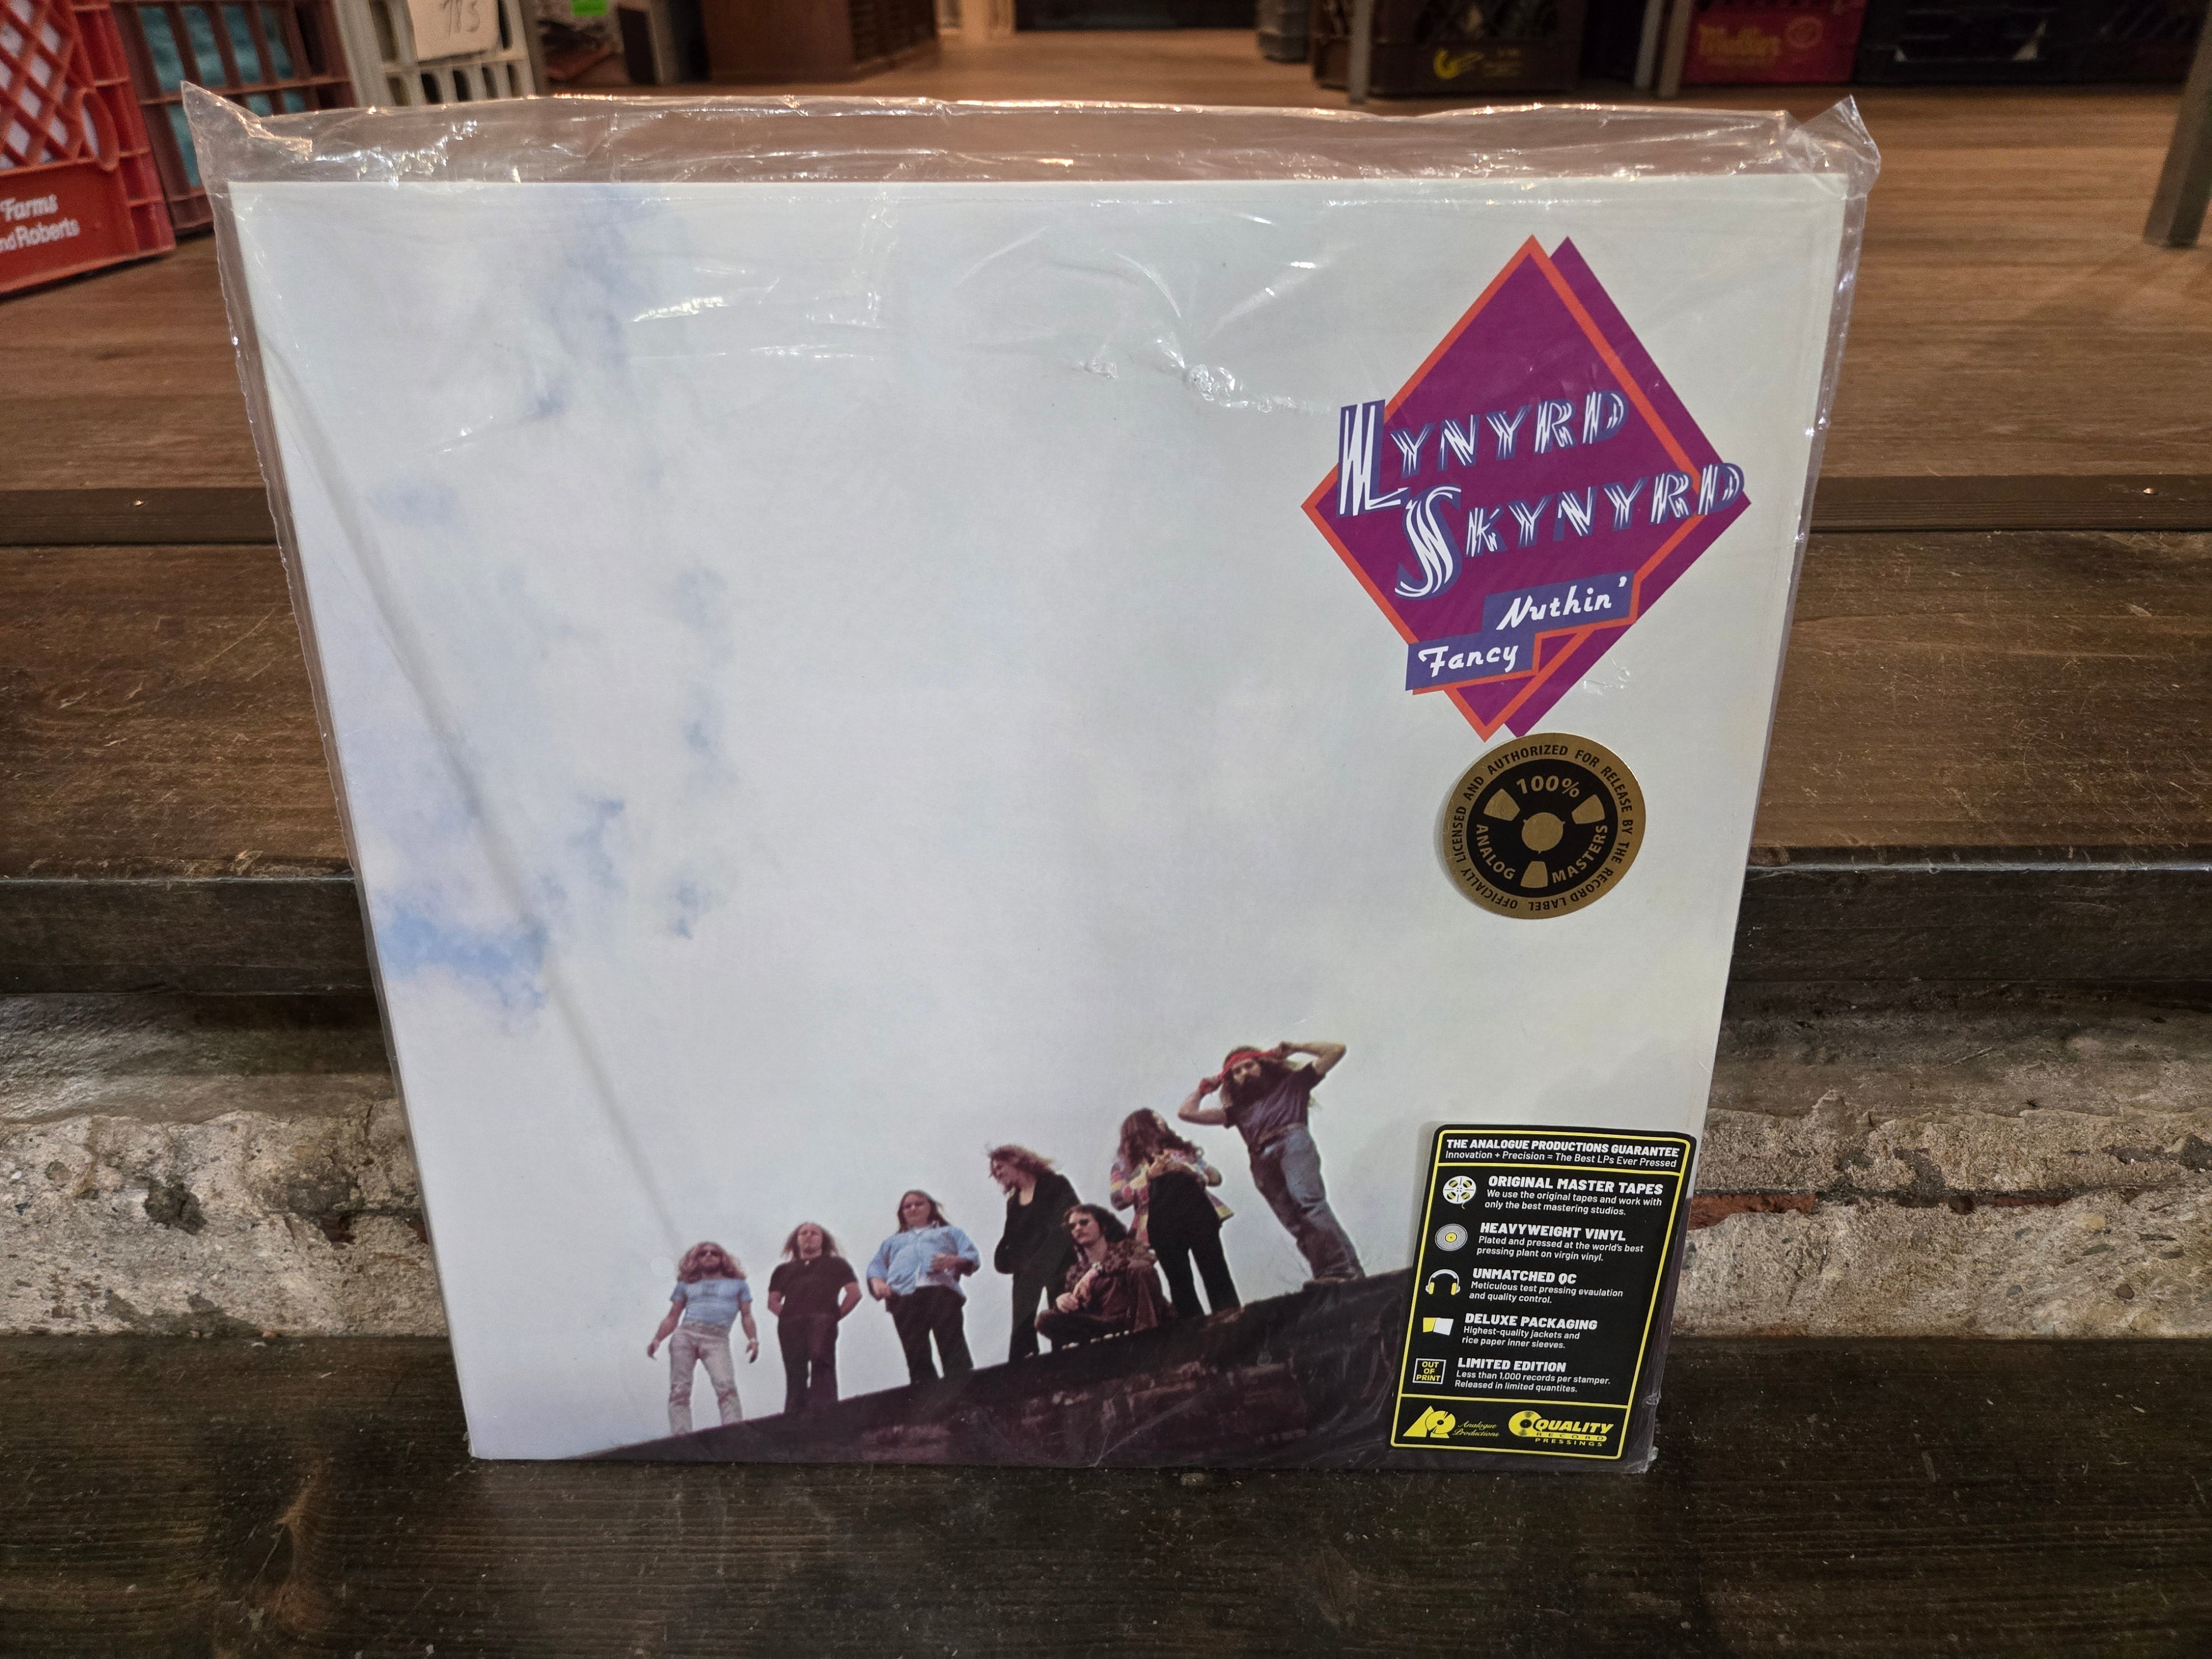 78s
Farms
and Roberts
Muller
LYNYRD
SKYNYRD
Nuthin'
Fancy
OFFICIALLY LICENSED AND AUTHORIZED FOR RELEASE BY THE RECORD LABEL
100%
ANALOG MASTERS
THE ANALOGUE PRODUCTIONS GUARANTEE
Innovation + Precision = The Best LPs Ever Pressed
ORIGINAL MASTER TAPES
We use the original tapes and work with
only the best mastering studios.
HEAVYWEIGHT VINYL
Plated and pressed at the world's best
pressing plant on virgin vinyl.
UNMATCHED QC
Meticulous test pressing evaulation
and quality control.
DELUXE PACKAGING
Highest-quality jackets and
rice paper inner sleeves.
OUT
OF
PRINT
LIMITED EDITION
Less than 1,000 records per stamper.
Released in limited quantites.
AP
Analogue
Productions
QUALITY
RECORD
PRESSINGS